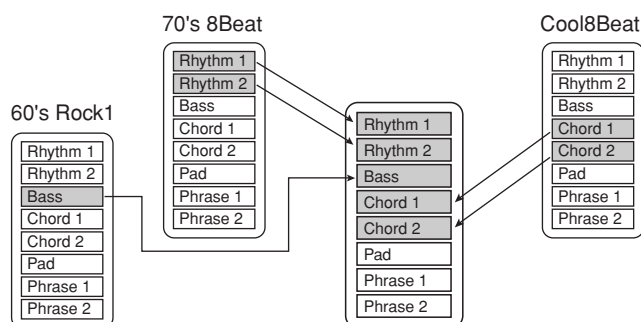 60's Rock1
Rhythm 1
Rhythm 2
Bass
Chord 1
Chord 2
Pad
Phrase 1
Phrase 2
70's 8Beat
Rhythm 1
Rhythm 2
Bass
Chord 1
Chord 2
Pad
Phrase 1
Phrase 2
Rhythm 1
Rhythm 2
Bass
Chord 1
Chord 2
Pad
Phrase 1
Phrase 2
Cool8Beat
Rhythm 1
Rhythm 2
Bass
Chord 1
Chord 2
Pad
Phrase 1
Phrase 2